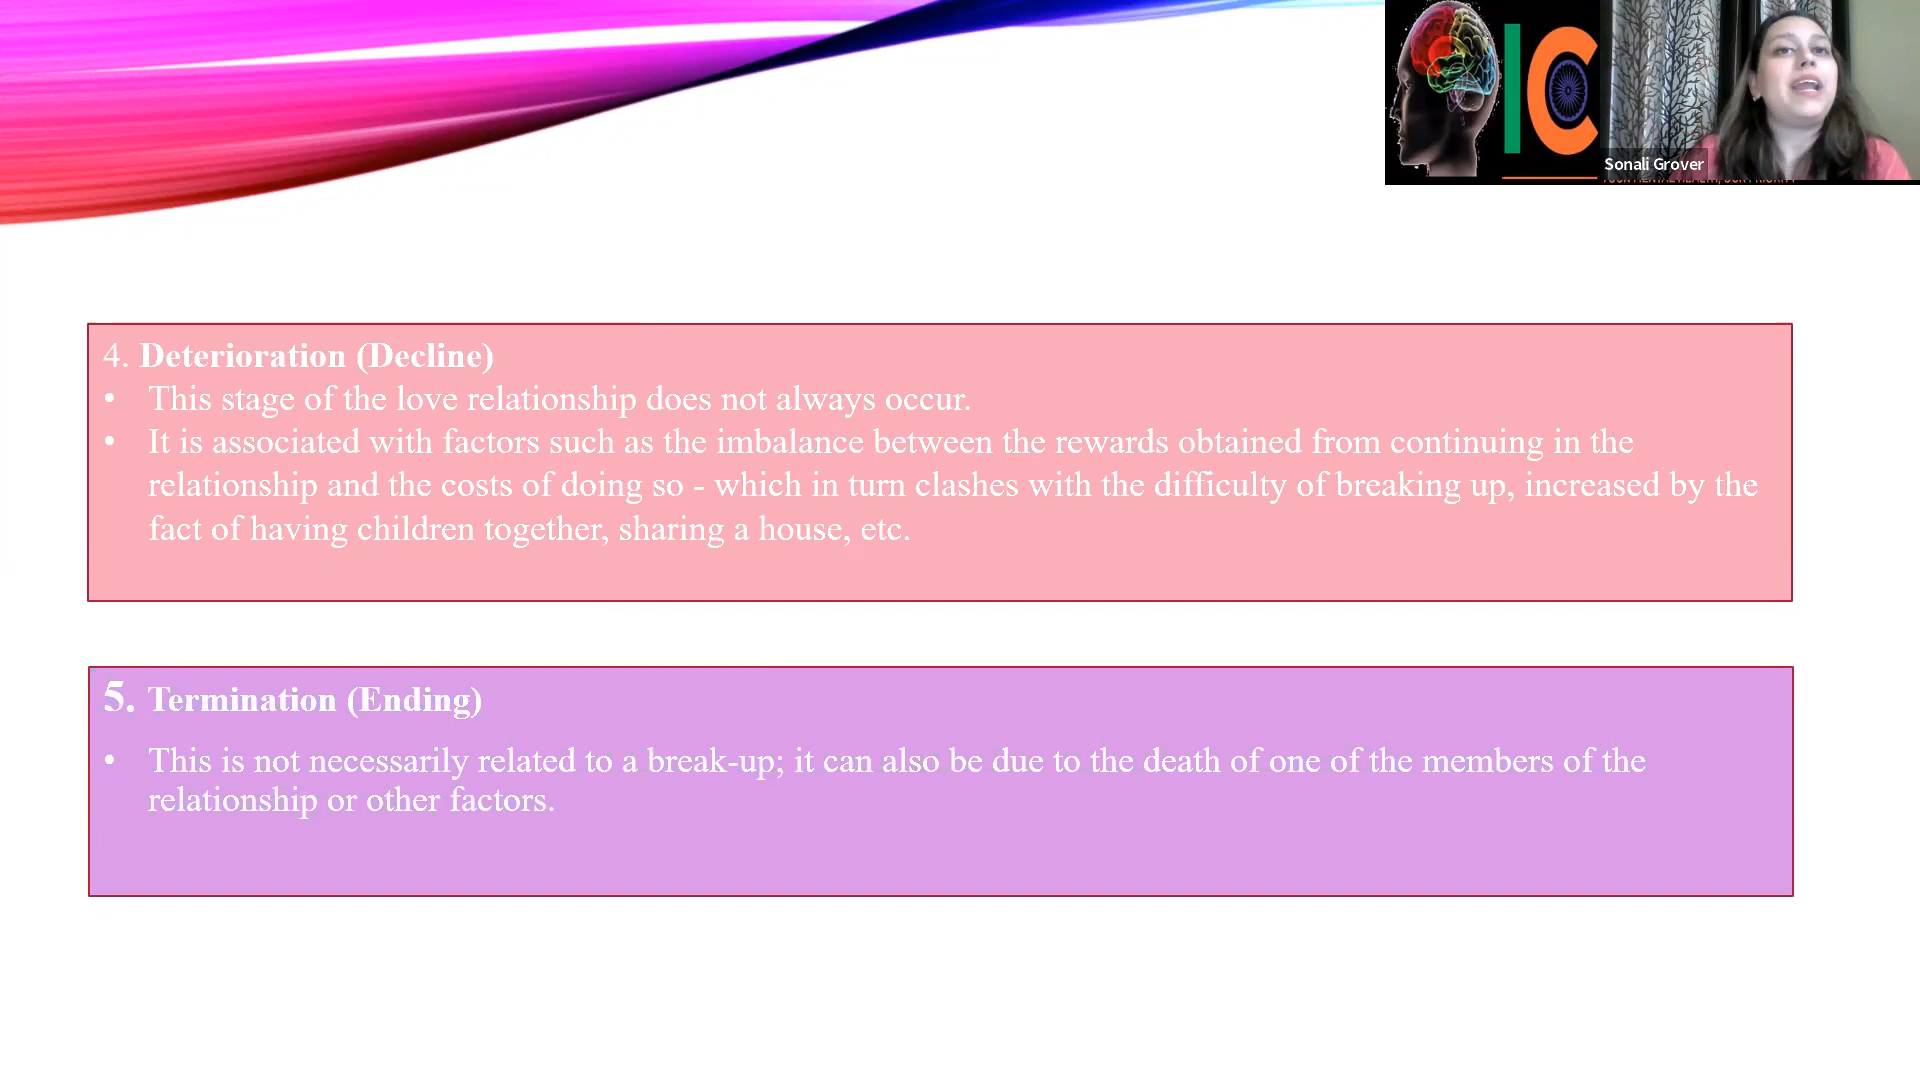 IC
Sonali Grover
4. Deterioration (Decline)
• This stage of the love relationship does not always occur.
• It is associated with factors such as the imbalance between the rewards obtained from continuing in the
relationship and the costs of doing so - which in turn clashes with the difficulty of breaking up, increased by the
fact of having children together, sharing a house, etc.
5. Termination (Ending)
• This is not necessarily related to a break-up; it can also be due to the death of one of the members of the
relationship or other factors.